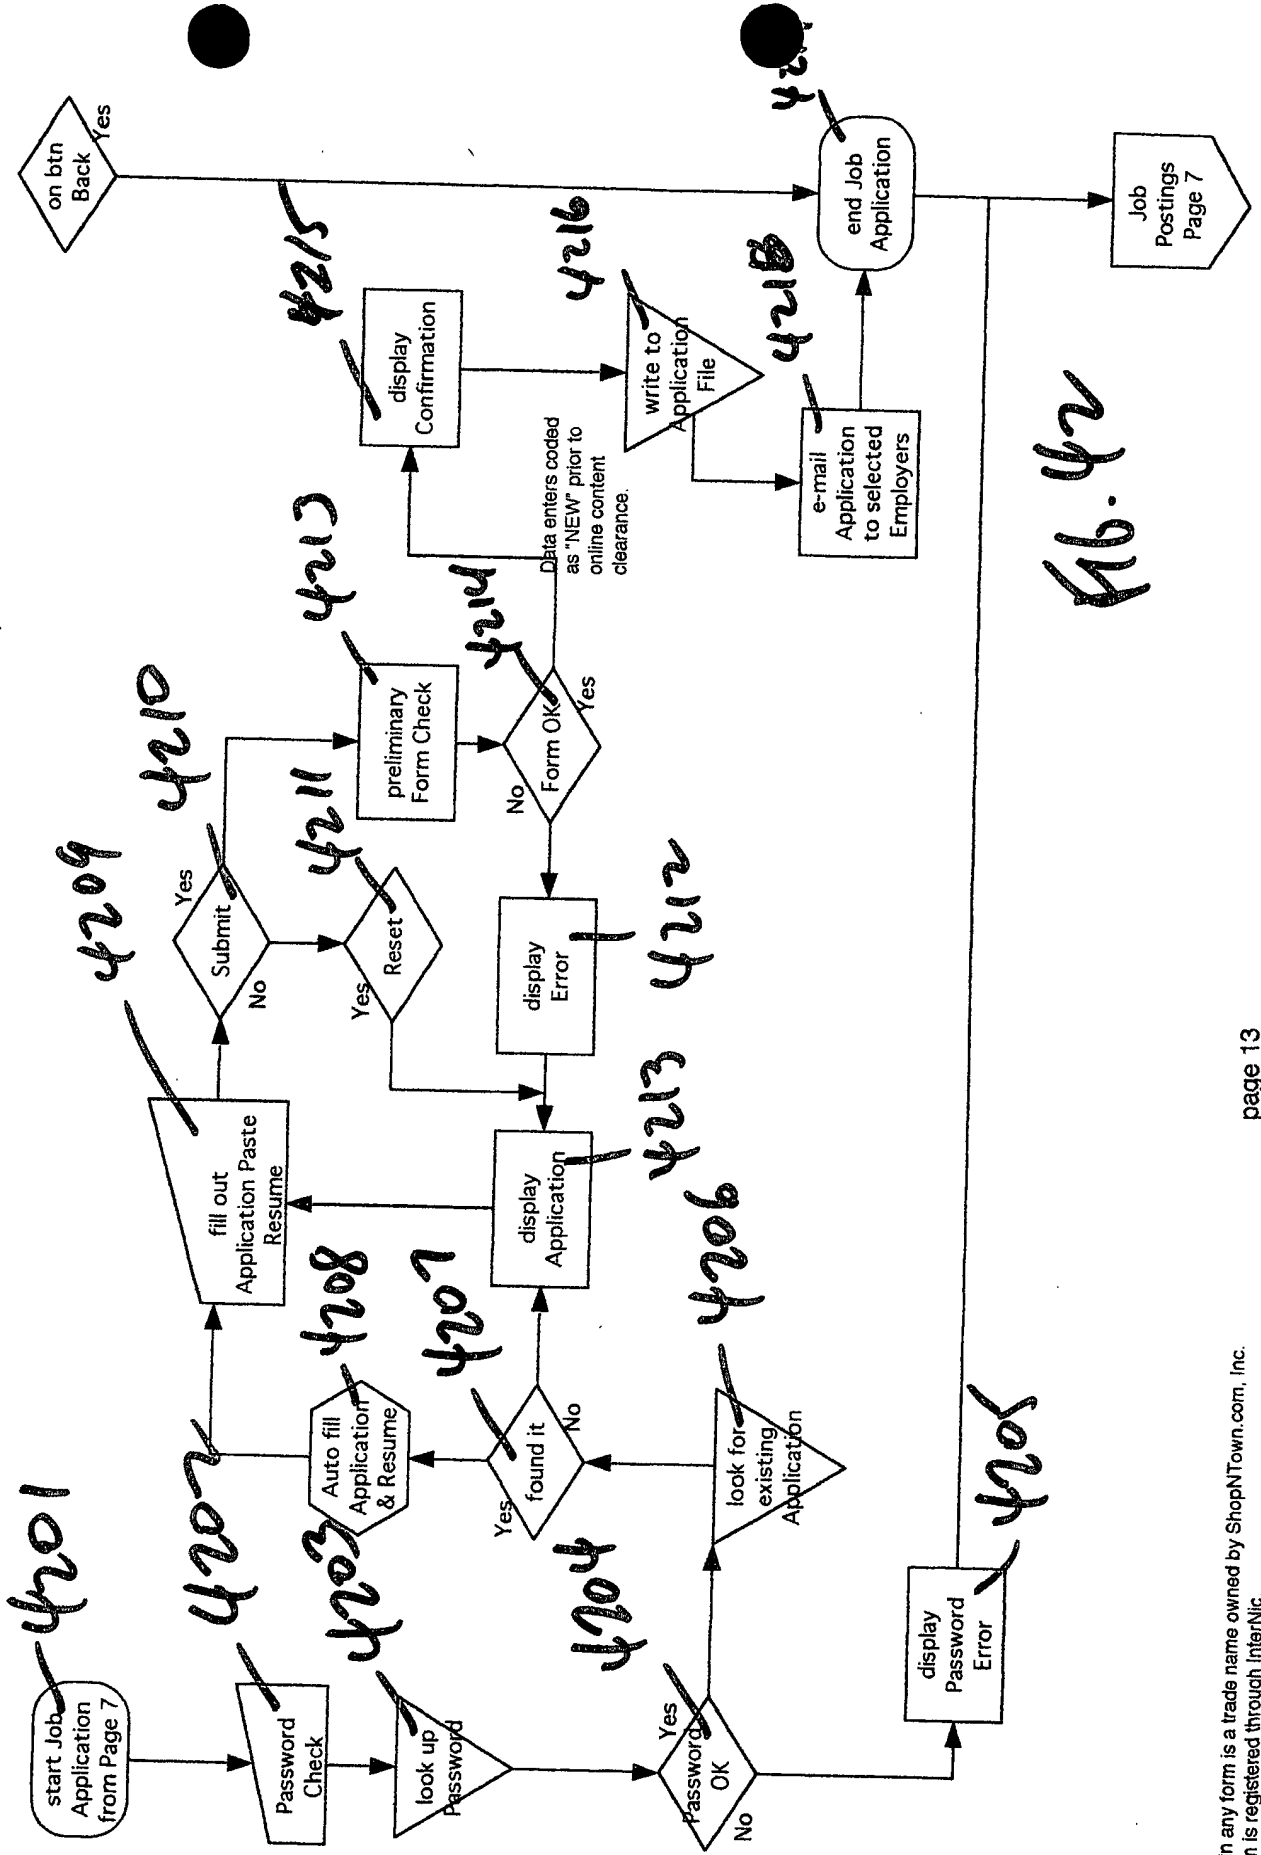 4201
start Job
Application
from Page 7
4202
Password
Check
4203
look up
Password
4204
Password
OK
Yes
No
4205
display
Password
Error
4206
look for
existing
Application
4207
found it
Yes
No
4208
Auto fill
Application
& Resume
4209
fill out
Application Paste
Resume
4213
display
Application
4210
Submit
Yes
No
4211
Reset
Yes
4212
display
Error
4213
preliminary
Form Check
4214
Form OK
No
Yes
Data enters coded
as "NEW" prior to
online content
clearance.
4215
display
Confirmation
4216
write to
Application
File
4218
e-mail
Application
to selected
Employers
on btn
Back
Yes
end Job
Application
Job
Postings
Page 7
FIG. 42
in any form is a trade name owned by ShopNTown.com, Inc.
is registered through InterNic
page 13